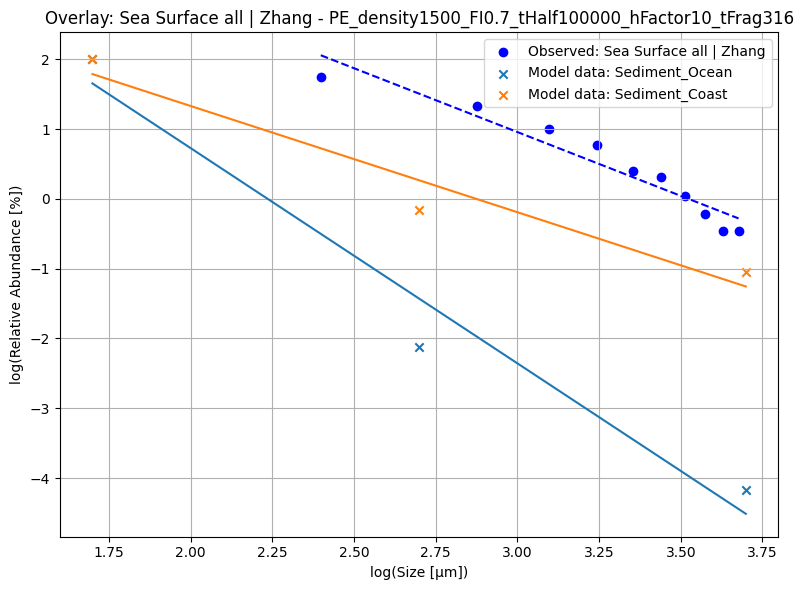 Overlay: Sea Surface all | Zhang - PE_density1500_FI0.7_tHalf100000_hFactor10_tFrag316
Observed: Sea Surface all | Zhang
Model data: Sediment_Ocean
Model data: Sediment_Coast
log(Relative Abundance [%])
2
1
0
−1
−2
−3
−4
1.75
2.00
2.25
2.50
2.75
3.00
3.25
3.50
3.75
log(Size [µm])